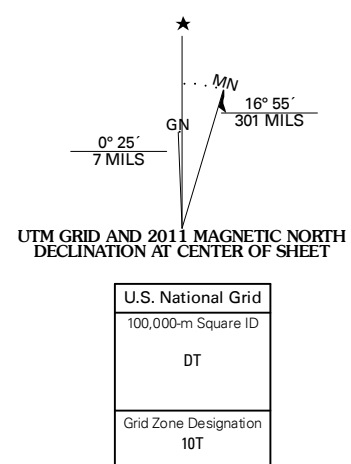 MN
GN
16° 55´
301 MILS
0° 25´
7 MILS
UTM GRID AND 2011 MAGNETIC NORTH
DECLINATION AT CENTER OF SHEET
U.S. National Grid
100,000-m Square ID
DT
Grid Zone Designation
10T